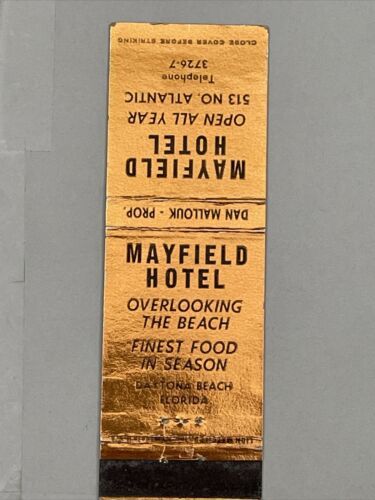 CLOSE COVER BEFORE STRIKING
MAYFIELD
HOTEL
OPEN ALL YEAR
513 NO. ATLANTIC
Telephone
3726-7
DAN MALLOUK - PROP.
MAYFIELD
HOTEL
OVERLOOKING
THE BEACH
FINEST FOOD
IN SEASON
DAYTONA BEACH
FLORIDA